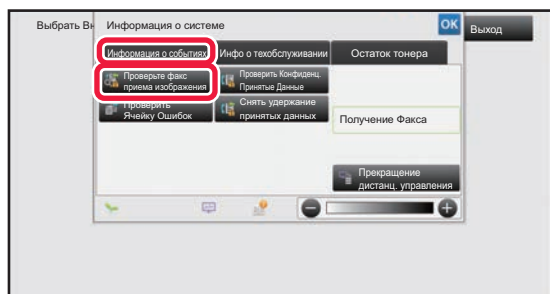 Выбрать Вн
Информация о системе
OK
Выход
Информация о событиях
Инфо о техобслуживании
Остаток тонера
Проверьте факс
приема изображения
Проверить Конфиденц.
Принятые Данные
Проверить
Ячейку Ошибок
Снять удержание
принятых данных
Получение Факса
Прекращение
дистанц. управления